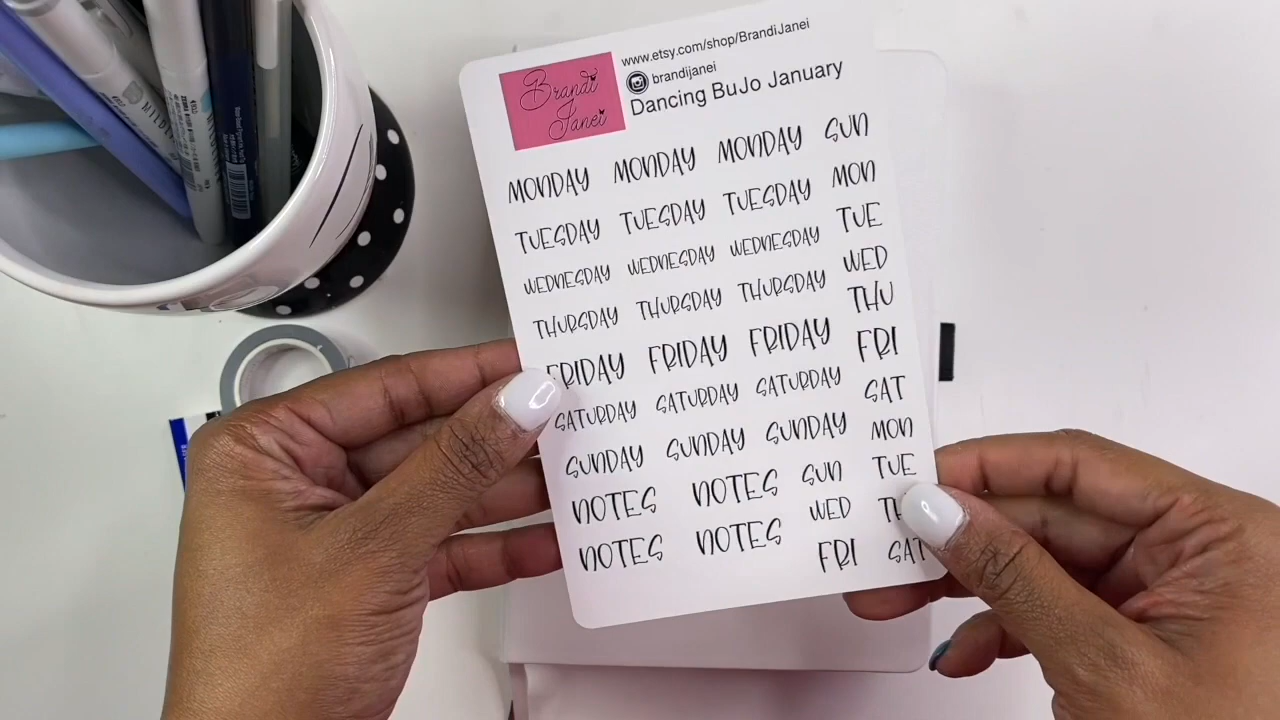 Brandi
Janei
www.etsy.com/shop/BrandiJanei
brandijanei
Dancing BuJo January
MONDAY MONDAY MONDAY SUN
TUESDAY TUESDAY TUESDAY MON
WEDNESDAY WEDNESDAY WEDNESDAY TUE
THURSDAY THURSDAY THURSDAY WED
THU
FRIDAY FRIDAY FRIDAY FRI
SATURDAY SATURDAY SATURDAY SAT
SUNDAY SUNDAY SUNDAY MON
NOTES NOTES SUN TUE
WED
NOTES NOTES FRI SAT